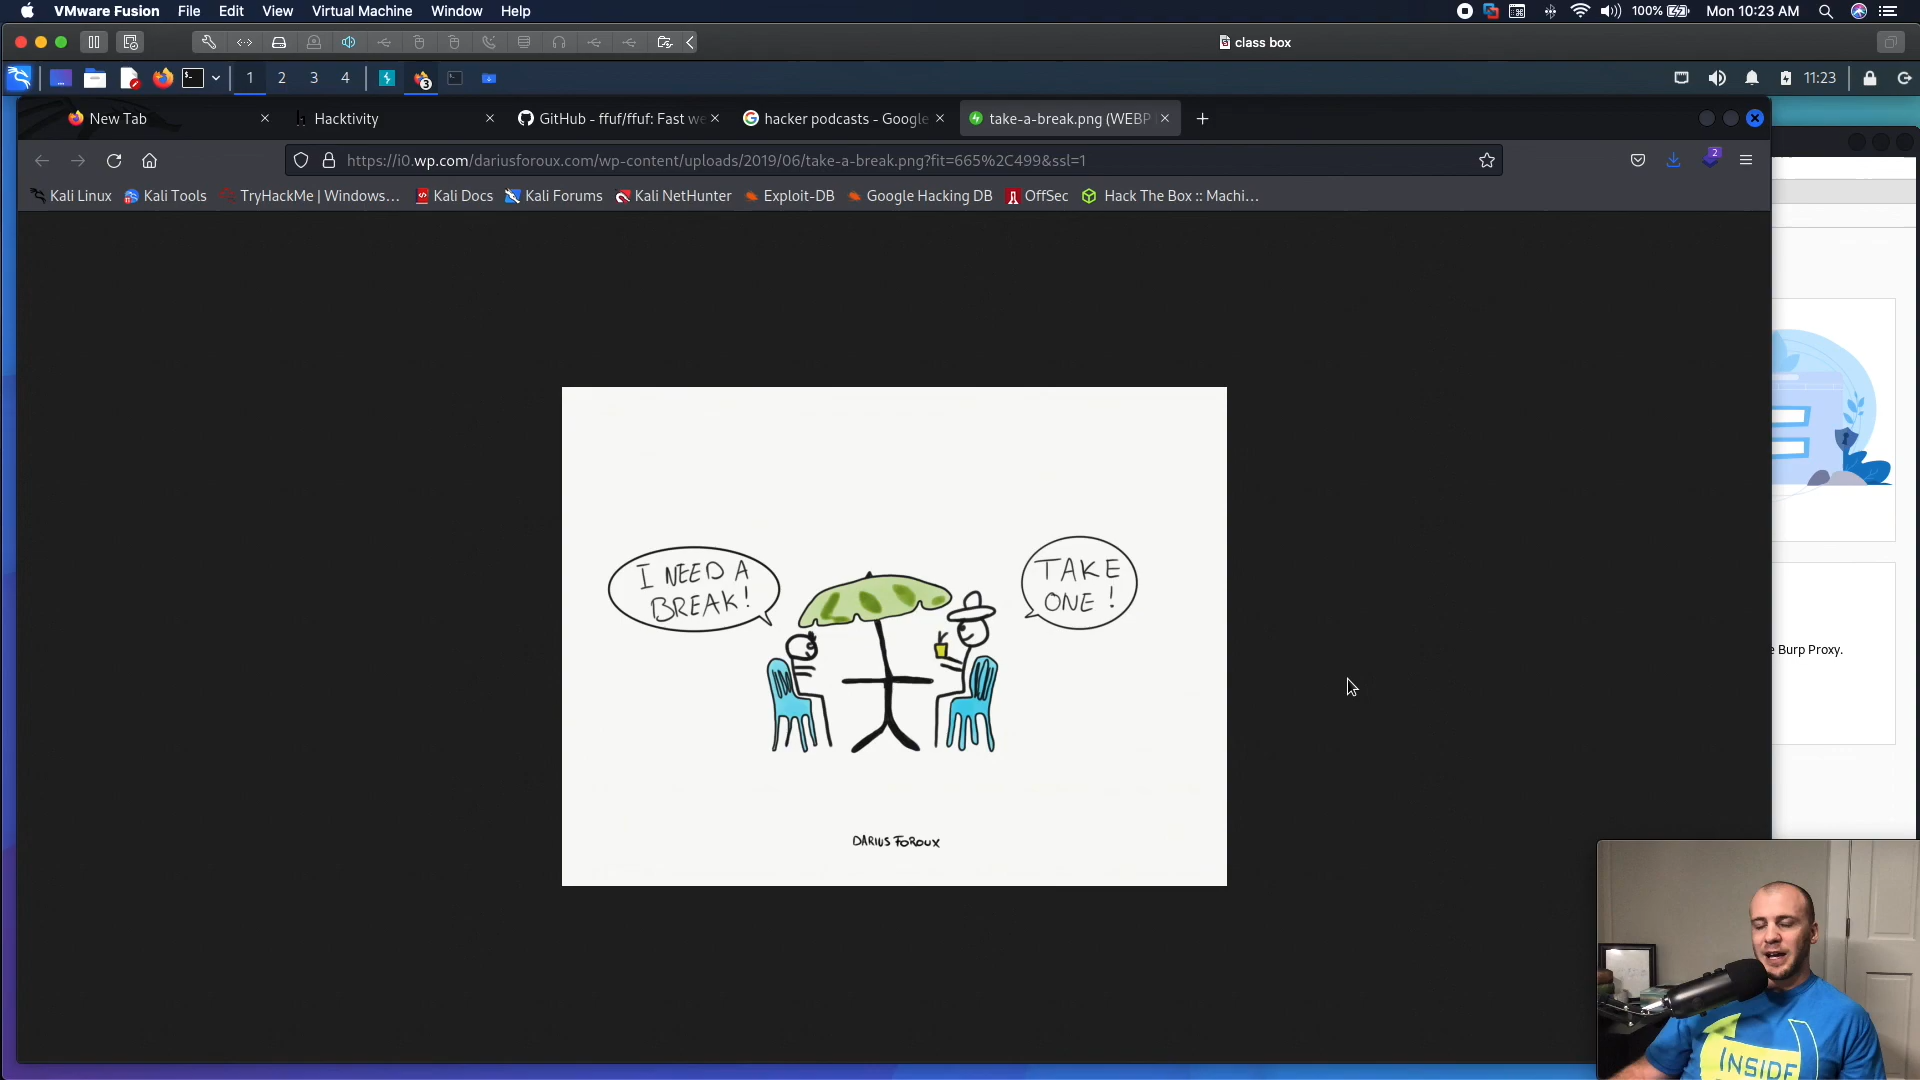 VMware Fusion File Edit View Virtual Machine Window Help 100% Mon 10:23 AM
class box
1 2 3 4 3 11:23
New Tab Hacktivity GitHub - ffuf/ffuf: Fast we hacker podcasts - Google take-a-break.png (WEBP
https://i0.wp.com/dariusforoux.com/wp-content/uploads/2019/06/take-a-break.png?fit=665%2C499&ssl=1 2
Kali Linux Kali Tools TryHackMe | Windows... Kali Docs Kali Forums Kali NetHunter Exploit-DB Google Hacking DB OffSec Hack The Box :: Machi...
I NEED A
BREAK!
TAKE
ONE!
e Burp Proxy.
DARIUS FOROUX
INSIDE